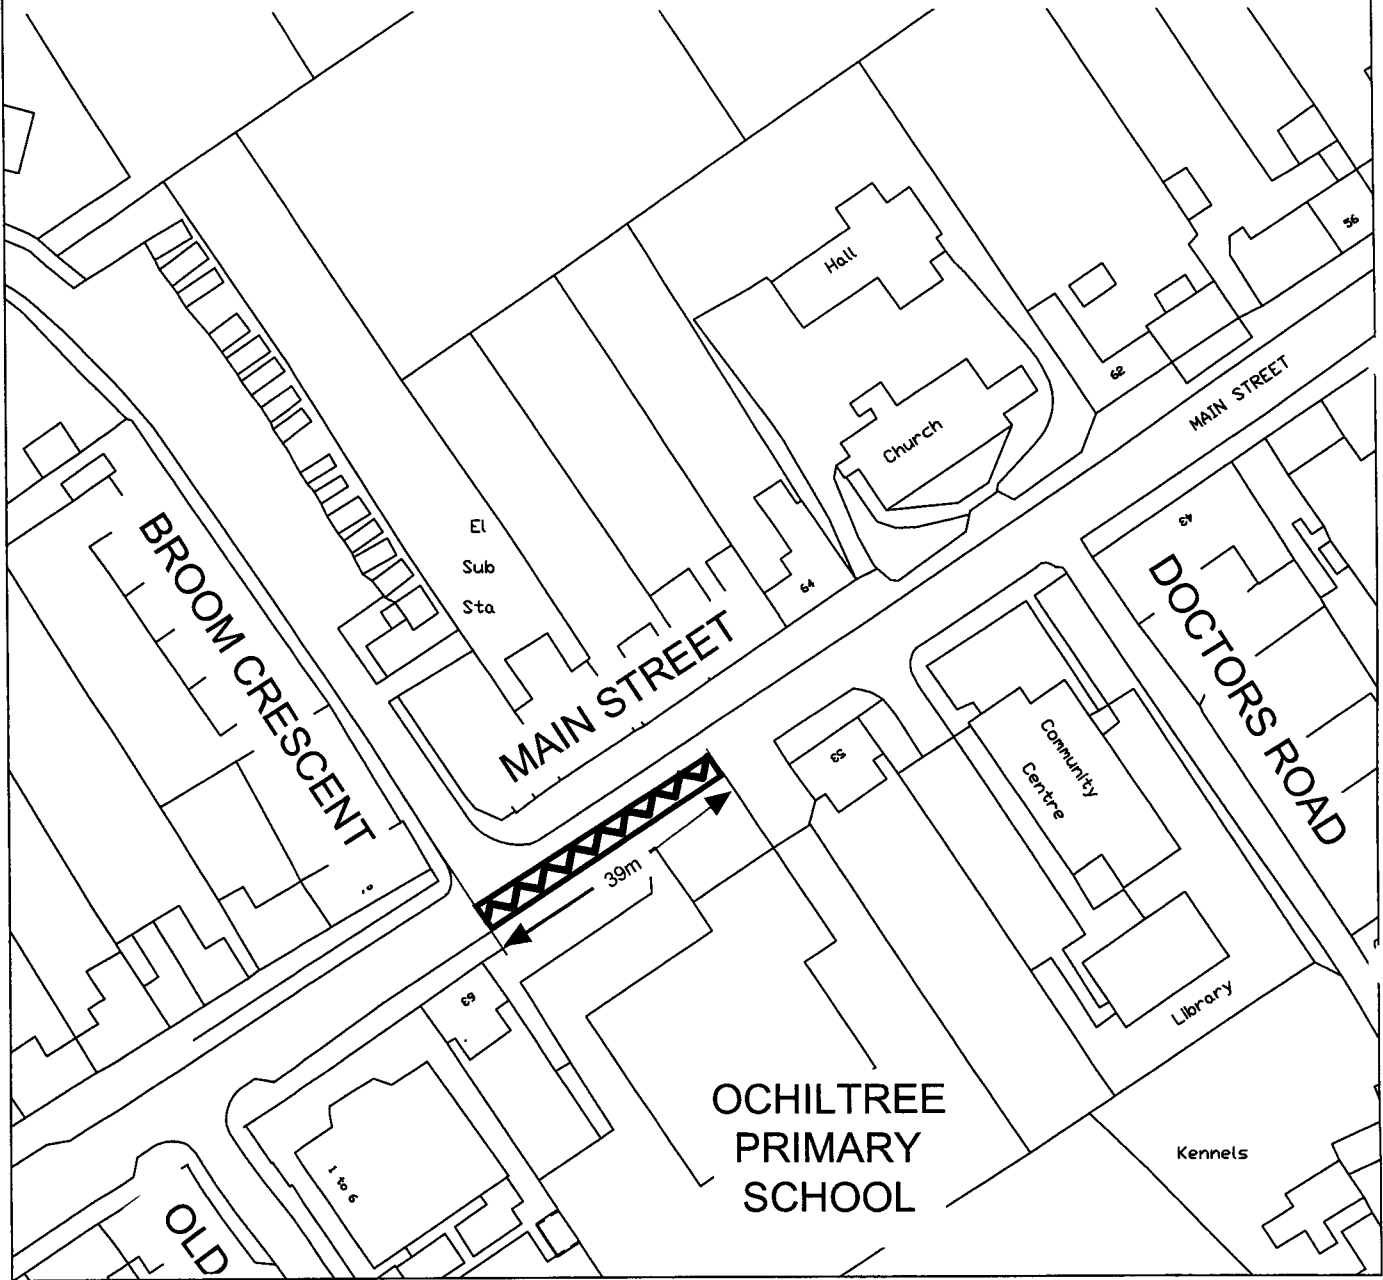 Hall
56
62
MAIN STREET
Church
43
El
Sub
Sta
64
BROOM CRESCENT
MAIN STREET
DOCTORS ROAD
53
Community
Centre
39m
63
Library
OCHILTREE
PRIMARY
SCHOOL
Kennels
1 to 6
OLD